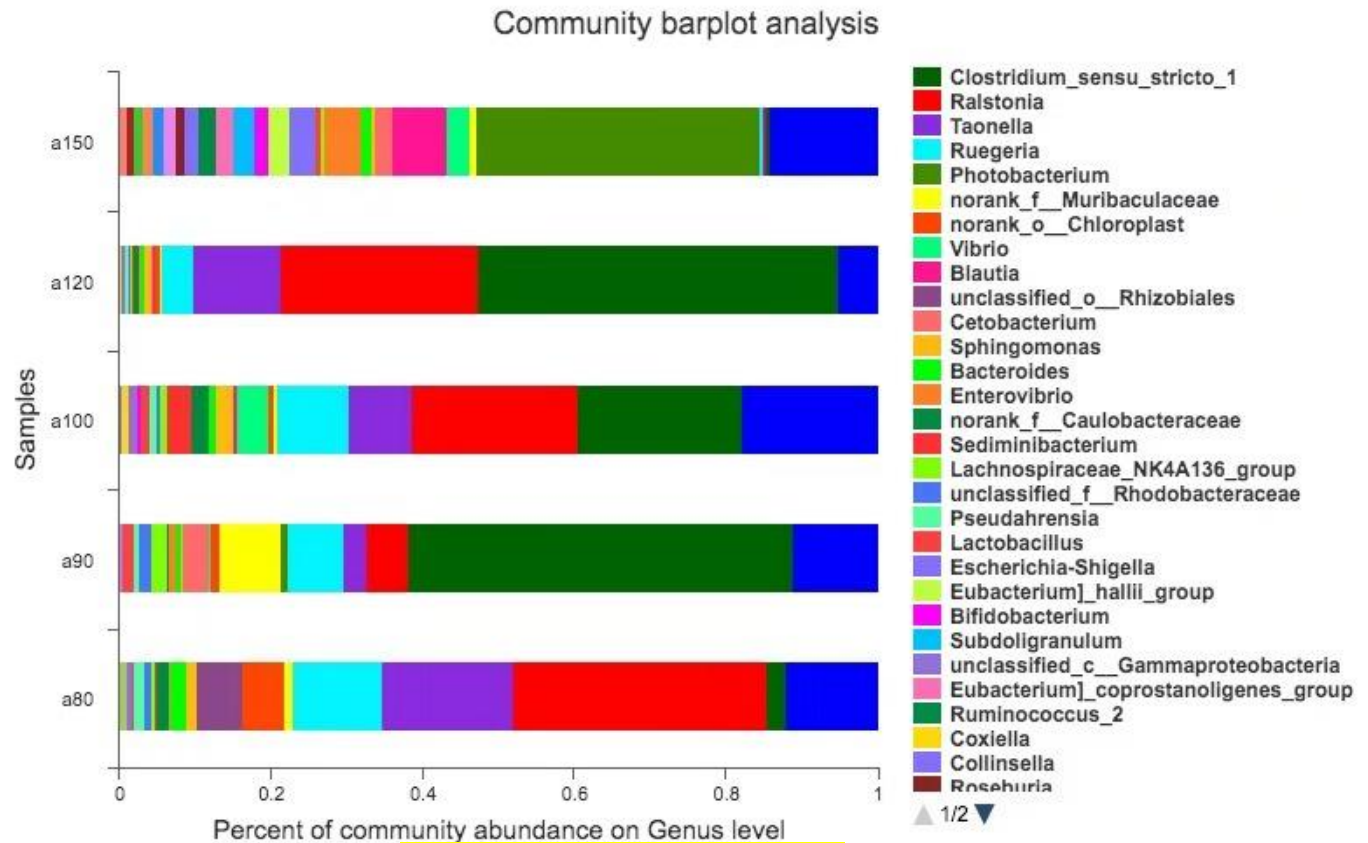 Community barplot analysis
Samples
a150
a120
a100
a90
a80
0 0.2 0.4 0.6 0.8 1
Percent of community abundance on Genus level
Clostridium_sensu_stricto_1
Ralstonia
Taonella
Ruegeria
Photobacterium
norank_f__Muribaculaceae
norank_o__Chloroplast
Vibrio
Blautia
unclassified_o__Rhizobiales
Cetobacterium
Sphingomonas
Bacteroides
Enterovibrio
norank_f__Caulobacteraceae
Sediminibacterium
Lachnospiraceae_NK4A136_group
unclassified_f__Rhodobacteraceae
Pseudahrensia
Lactobacillus
Escherichia-Shigella
Eubacterium]_hallii_group
Bifidobacterium
Subdoligranulum
unclassified_c__Gammaproteobacteria
Eubacterium]_coprostanoligenes_group
Ruminococcus_2
Coxiella
Collinsella
Roseburia
1/2